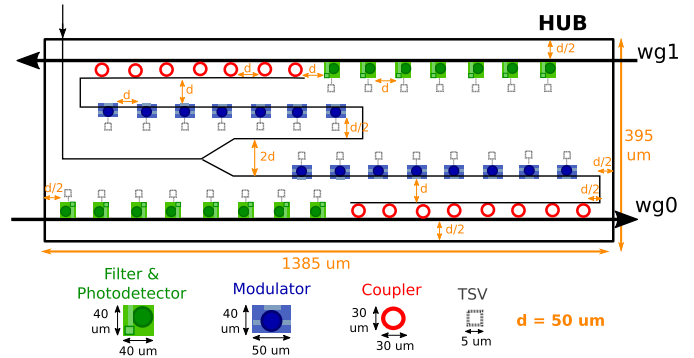 HUB
d/2
wg1
d
d
d
d
d
d/2
2d
395
um
d/2
d/2
d
d/2
wg0
d/2
d/2
1385 um
Filter &
Photodetector
Modulator
Coupler
TSV
40
um
40 um
40
um
50 um
30
um
30 um
5 um
d = 50 um